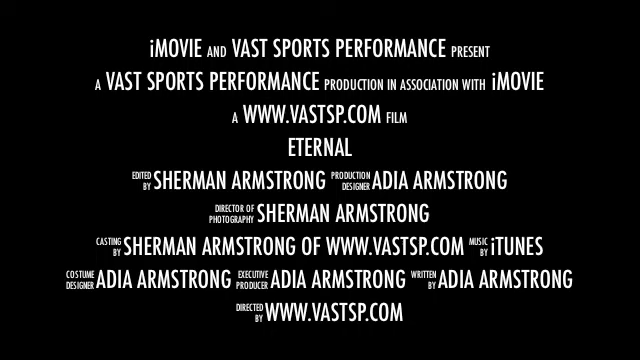 iMOVIE AND VAST SPORTS PERFORMANCE PRESENT
A VAST SPORTS PERFORMANCE PRODUCTION IN ASSOCIATION WITH iMOVIE
A WWW.VASTSP.COM FILM
ETERNAL
EDITED BY SHERMAN ARMSTRONG PRODUCTION DESIGNER ADIA ARMSTRONG
DIRECTOR OF PHOTOGRAPHY SHERMAN ARMSTRONG
CASTING BY SHERMAN ARMSTRONG OF WWW.VASTSP.COM MUSIC BY iTUNES
COSTUME DESIGNER ADIA ARMSTRONG EXECUTIVE PRODUCER ADIA ARMSTRONG WRITTEN BY ADIA ARMSTRONG
DIRECTED BY WWW.VASTSP.COM